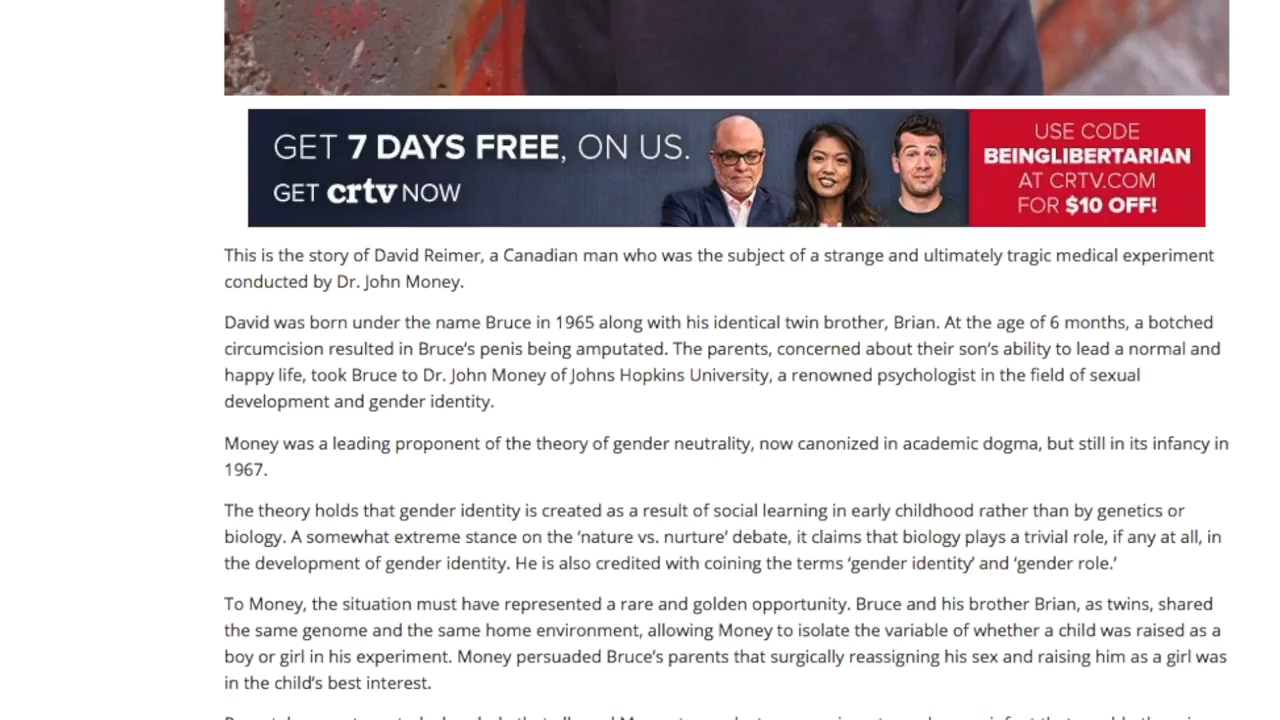 GET 7 DAYS FREE, ON US.
GET crtv NOW
USE CODE
BEINGLIBERTARIAN
AT CRTV.COM
FOR $10 OFF!
This is the story of David Reimer, a Canadian man who was the subject of a strange and ultimately tragic medical experiment
conducted by Dr. John Money.
David was born under the name Bruce in 1965 along with his identical twin brother, Brian. At the age of 6 months, a botched
circumcision resulted in Bruce’s penis being amputated. The parents, concerned about their son’s ability to lead a normal and
happy life, took Bruce to Dr. John Money of Johns Hopkins University, a renowned psychologist in the field of sexual
development and gender identity.
Money was a leading proponent of the theory of gender neutrality, now canonized in academic dogma, but still in its infancy in
1967.
The theory holds that gender identity is created as a result of social learning in early childhood rather than by genetics or
biology. A somewhat extreme stance on the ‘nature vs. nurture’ debate, it claims that biology plays a trivial role, if any at all, in
the development of gender identity. He is also credited with coining the terms ‘gender identity’ and ‘gender role.’
To Money, the situation must have represented a rare and golden opportunity. Bruce and his brother Brian, as twins, shared
the same genome and the same home environment, allowing Money to isolate the variable of whether a child was raised as a
boy or girl in his experiment. Money persuaded Bruce’s parents that surgically reassigning his sex and raising him as a girl was
in the child’s best interest.